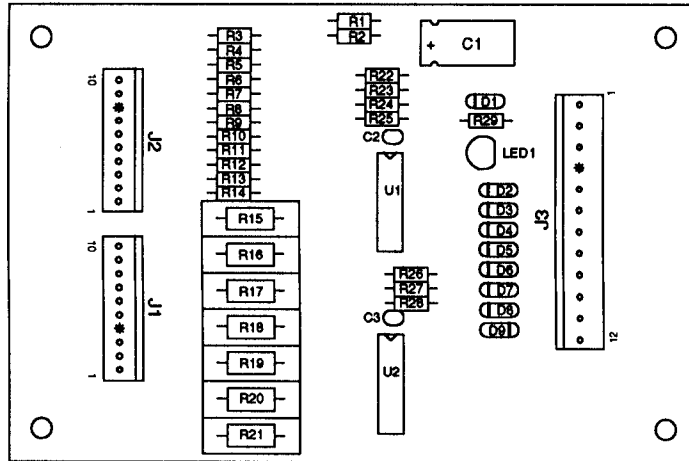 R1
R2
C1
+
R3
R4
R5
R6
R7
R8
R9
R10
R11
R12
R13
R14
R15
R16
R17
R18
R19
R20
R21
R22
R23
R24
R25
C2
U1
R26
R27
R28
C3
U2
D1
R29
LED1
D2
D3
D4
D5
D6
D7
D8
D9
10
J2
1
10
J1
1
1
J3
12